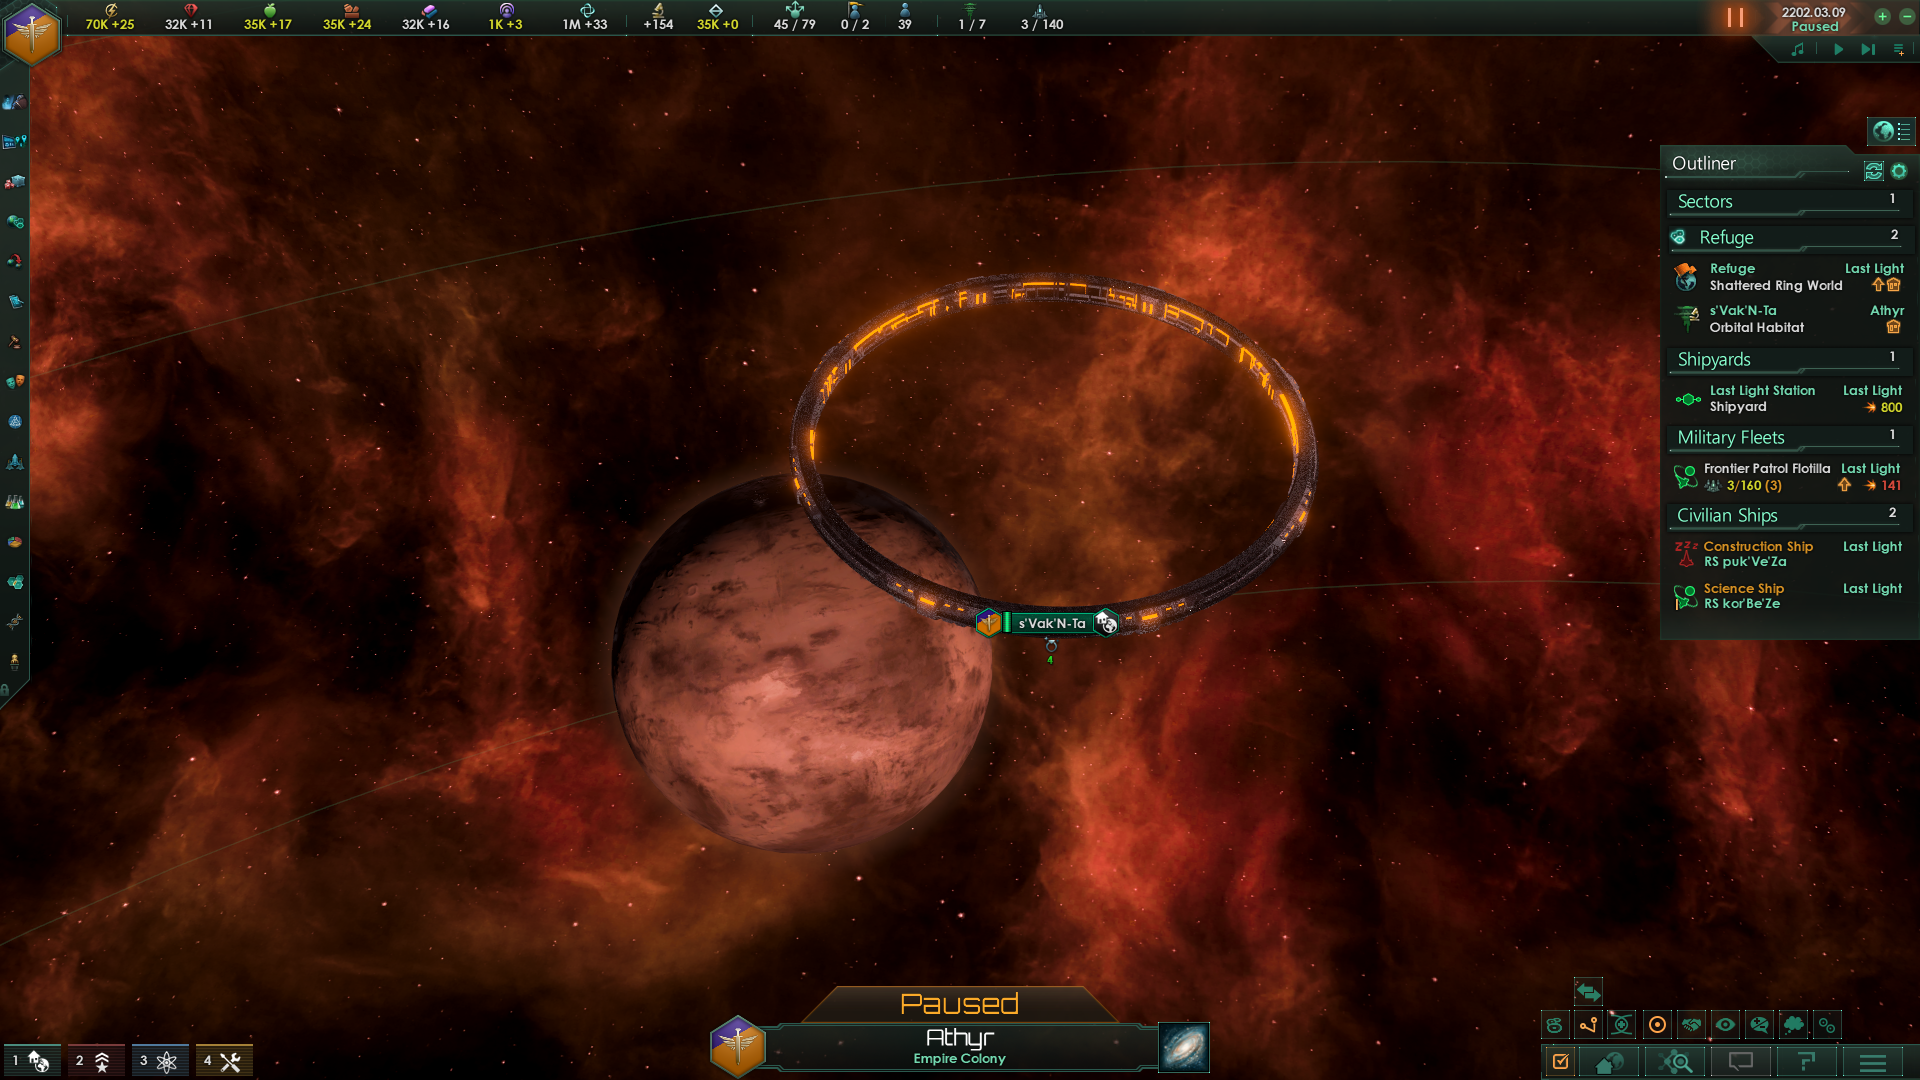 70K +25 32K +11 35K +17 35K +24 32K +16 1K +3 1M +33 +154 35K +0 45 / 79 0 / 2 39 1 / 7 3 / 140
2202.03.09
Paused
Outliner
Sectors 1
Refuge 2
Refuge Last Light
Shattered Ring World
s'Vak'N-Ta Athyr
Orbital Habitat
Shipyards 1
Last Light Station Last Light
Shipyard 800
Military Fleets 1
Frontier Patrol Flotilla Last Light
3/160 (3) 141
Civilian Ships 2
zzz
Construction Ship Last Light
RS puk'Ve'Za
Science Ship Last Light
RS kor'Be'Ze
s'Vak'N-Ta
4
Paused
Athyr
Empire Colony
1 2 3 4